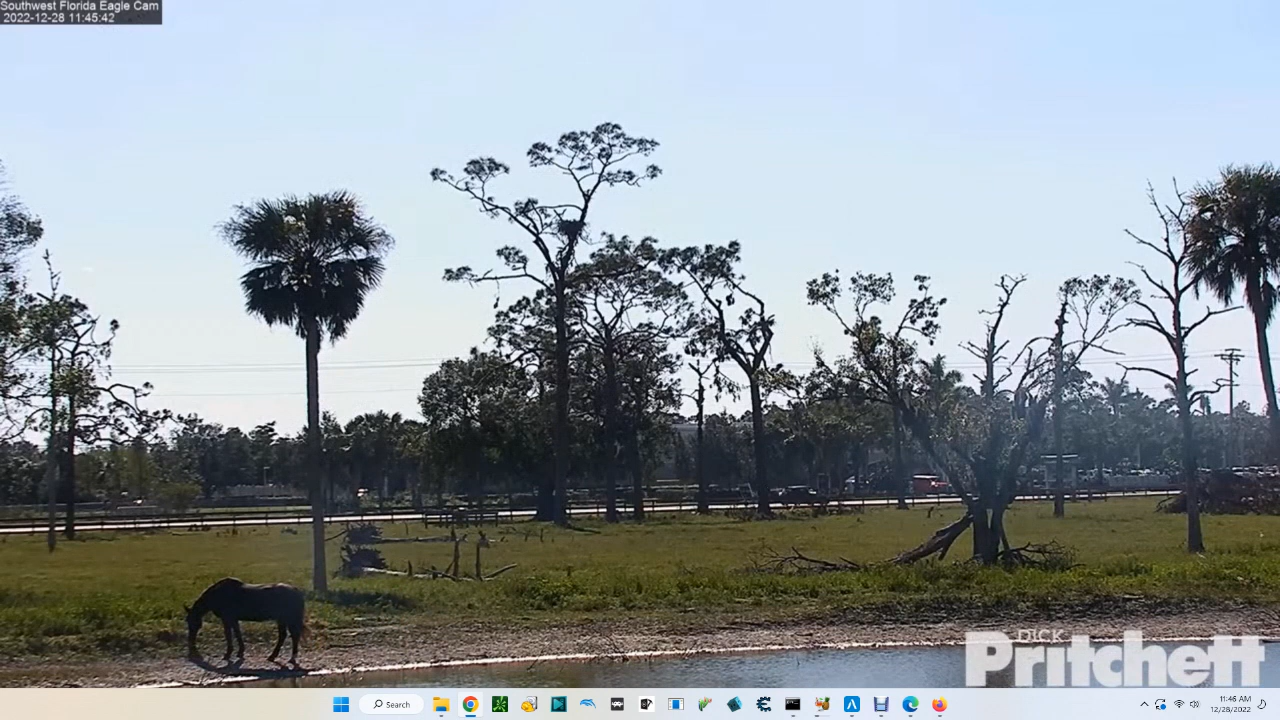 Southwest Florida Eagle Cam
2022-12-28 11:45:42
DICK
Pritchett
Search
11:46 AM
12/28/2022